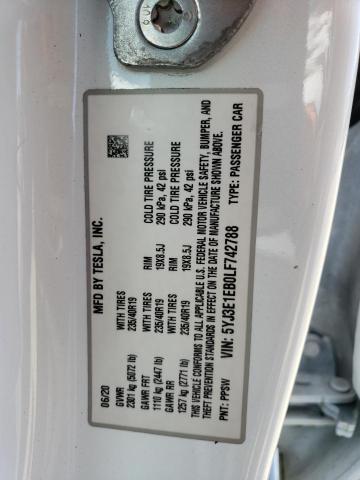 MFD BY TESLA, INC.
06/20
GVWR
2301 kg (5072 lb)
WITH TIRES
235/40R19
RIM
19X8.5J
COLD TIRE PRESSURE
290 kPa, 42 psi
GAWR FRT
1110 kg (2447 lb)
WITH TIRES
235/40R19
RIM
19X8.5J
COLD TIRE PRESSURE
290 kPa, 42 psi
GAWR RR
1257 kg (2771 lb)
WITH TIRES
235/40R19
THIS VEHICLE CONFORMS TO ALL APPLICABLE U.S. FEDERAL MOTOR VEHICLE SAFETY, BUMPER, AND
THEFT PREVENTION STANDARDS IN EFFECT ON THE DATE OF MANUFACTURE SHOWN ABOVE.
VIN: 5YJ3E1EB0LF742788
PNT: PPSW
TYPE: PASSENGER CAR